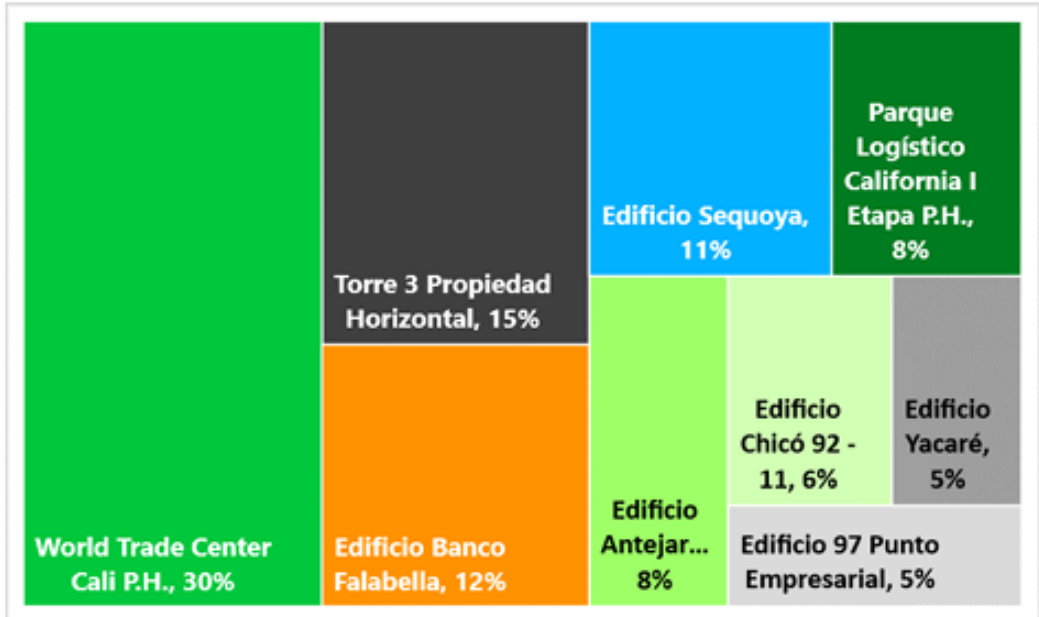 World Trade Center
Cali P.H., 30%
Torre 3 Propiedad
Horizontal, 15%
Edificio Banco
Falabella, 12%
Edificio Sequoya,
11%
Parque
Logístico
California I
Etapa P.H.,
8%
Edificio
Antejar...
8%
Edificio
Chicó 92 -
11, 6%
Edificio
Yacaré,
5%
Edificio 97 Punto
Empresarial, 5%